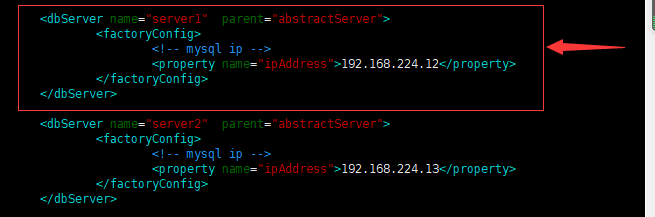 <dbServer name="server1"  parent="abstractServer">
<factoryConfig>
<!-- mysql ip -->
<property name="ipAddress">192.168.224.12</property>
</factoryConfig>
</dbServer>
<dbServer name="server2"  parent="abstractServer">
<factoryConfig>
<!-- mysql ip -->
<property name="ipAddress">192.168.224.13</property>
</factoryConfig>
</dbServer>